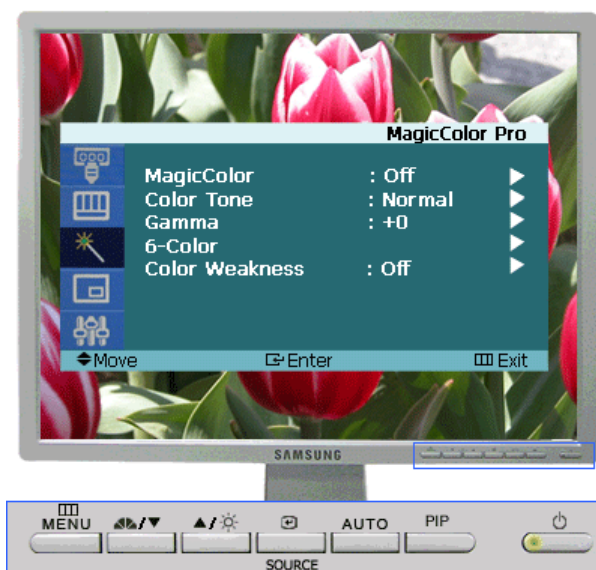 MagicColor Pro
MagicColor : Off
Color Tone : Normal
Gamma : +0
6-Color
Color Weakness : Off
Move Enter Exit
SAMSUNG
MENU / / AUTO PIP
SOURCE